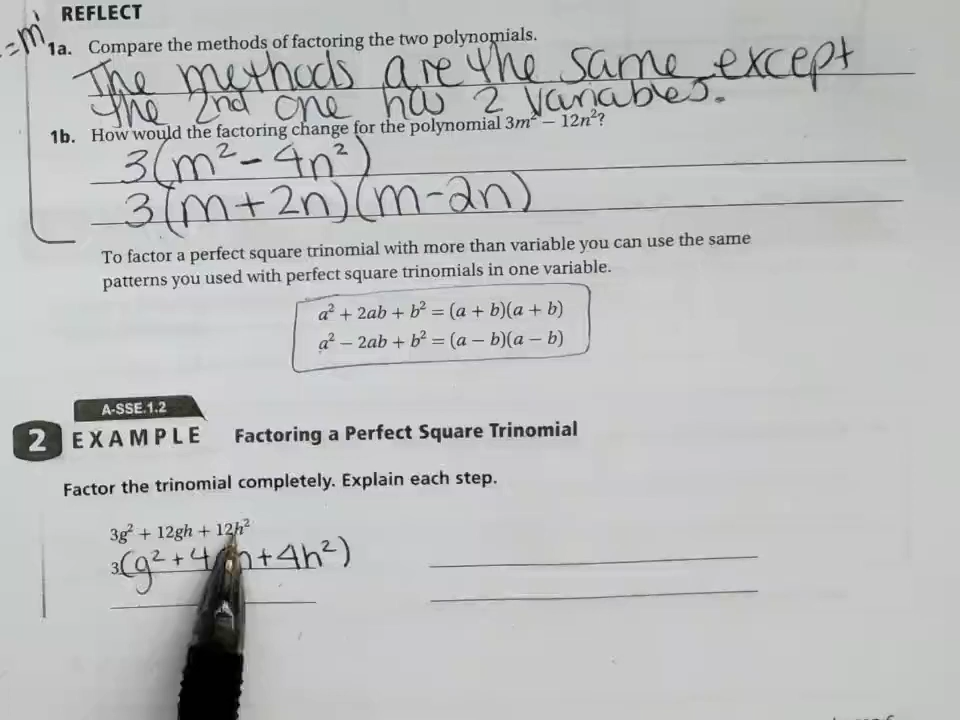 REFLECT
=m
1a. Compare the methods of factoring the two polynomials.
The methods are the same except
the 2nd one has 2 variables.
1b. How would the factoring change for the polynomial 3m² − 12n²?
3(m² − 4n²)
3(m + 2n)(m − 2n)
To factor a perfect square trinomial with more than variable you can use the same
patterns you used with perfect square trinomials in one variable.
a² + 2ab + b² = (a + b)(a + b)
a² − 2ab + b² = (a − b)(a − b)
A-SSE.1.2
2 EXAMPLE Factoring a Perfect Square Trinomial
Factor the trinomial completely. Explain each step.
3g² + 12gh + 12h²
3(g² + 4 h + 4h²)